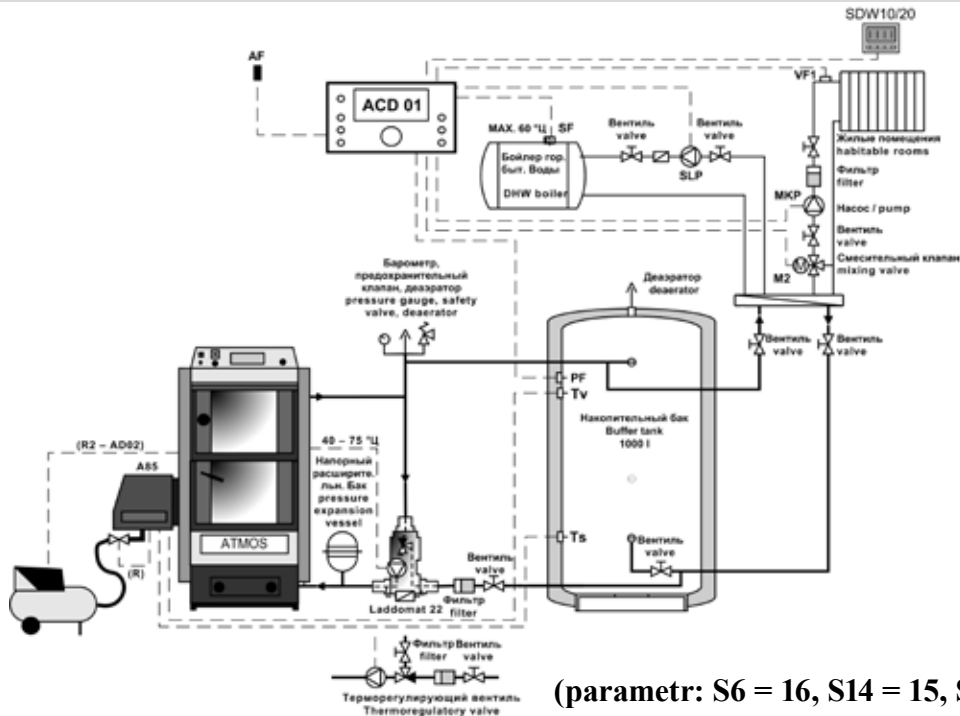 SDW10/20
AF
VF1
ACD 01
MAX. 60 °Ц
SF
Вентиль
valve
Вентиль
valve
Бойлер гор.
быт. Воды
DHW boiler
SLP
Жилые помещения
habitable rooms
Фильтр
filter
MKP
Насос / pump
Вентиль
valve
Смесительный клапан
mixing valve
M2
Барометр,
предохранительный
клапан, деаэратор
pressure gauge, safety
valve, deaerator
Деаэратор
deaerator
Вентиль
valve
Вентиль
valve
PF
Tv
Накопительный бак
Buffer tank
1000 l
(R2 – AD02)
A85
40 – 75 °Ц
Напорный
расширите.
льн. Бак
pressure
expansion
vessel
ATMOS
Ts
Вентиль
valve
Вентиль
valve
(R)
Laddomat 22
Фильтр
filter
Фильтр
filter
Вентиль
valve
Терморегулирующий вентиль
Thermoregulatory valve
(parametr: S6 = 16, S14 = 15, S